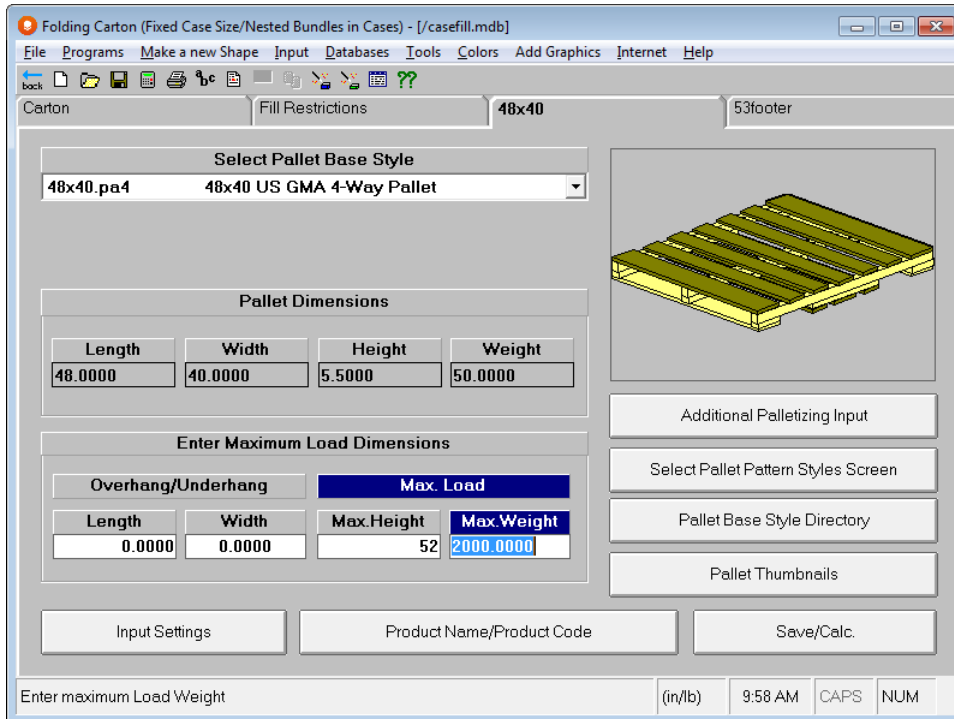 Folding Carton (Fixed Case Size/Nested Bundles in Cases) - [/casefill.mdb]
File Programs Make a new Shape Input Databases Tools Colors Add Graphics Internet Help
back abc ??
Carton Fill Restrictions 48x40 53footer
Select Pallet Base Style
48x40.pa4 48x40 US GMA 4-Way Pallet
Pallet Dimensions
Length Width Height Weight
48.0000 40.0000 5.5000 50.0000
Additional Palletizing Input
Enter Maximum Load Dimensions
Select Pallet Pattern Styles Screen
Overhang/Underhang Max. Load
Length Width Max.Height Max.Weight
Pallet Base Style Directory
0.0000 0.0000 52 2000.0000
Pallet Thumbnails
Input Settings Product Name/Product Code Save/Calc.
Enter maximum Load Weight (in/lb) 9:58 AM CAPS NUM